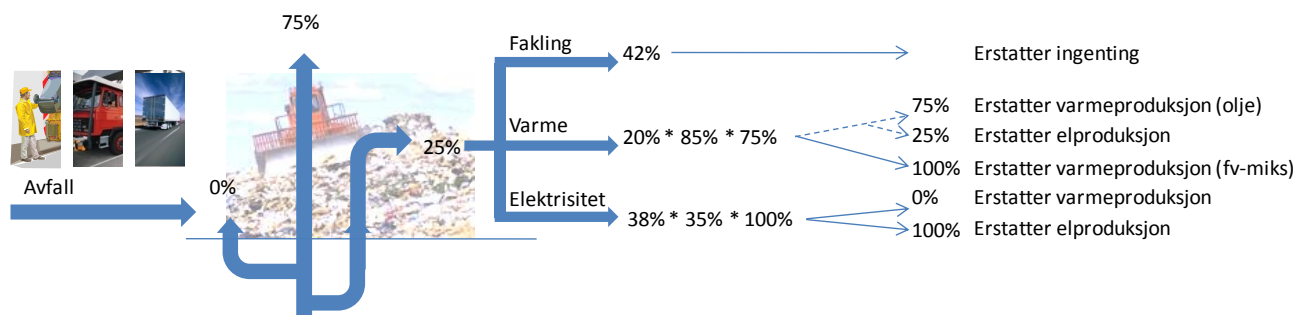 75%
Avfall
0%
25%
Fakling
42%
Erstatter ingenting
Varme
20% * 85% * 75%
75% Erstatter varmeproduksjon (olje)
25% Erstatter elproduksjon
100% Erstatter varmeproduksjon (fv-miks)
Elektrisitet
38% * 35% * 100%
0% Erstatter varmeproduksjon
100% Erstatter elproduksjon